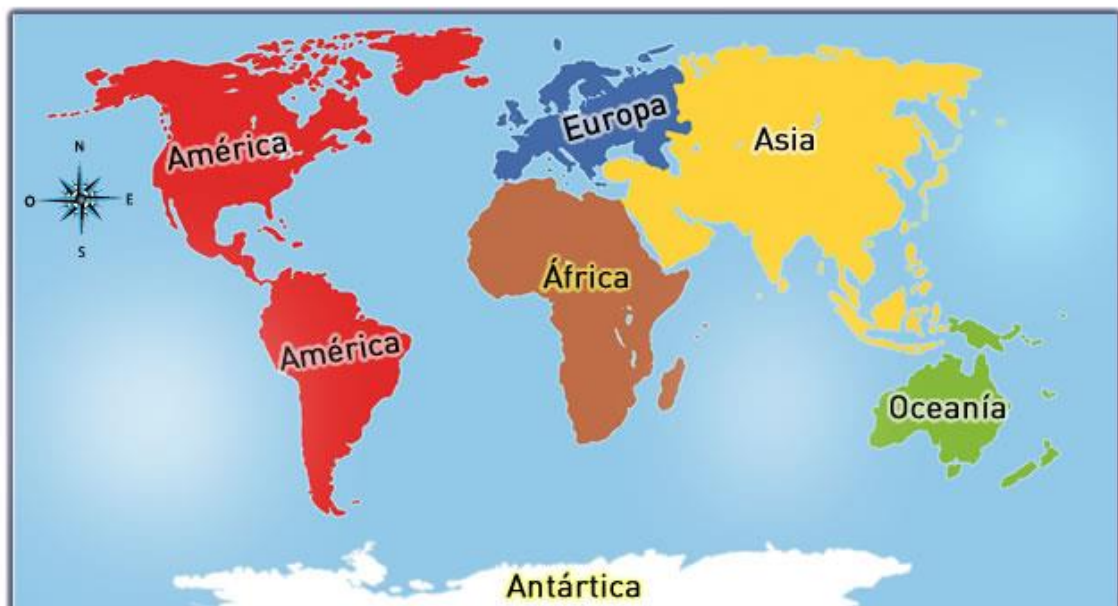 América
Europa
Asia
N
O
E
S
África
América
Oceanía
Antártica